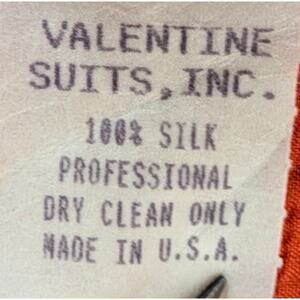 VALENTINE
SUITS, INC.
100% SILK
PROFESSIONAL
DRY CLEAN ONLY
MADE IN U.S.A.